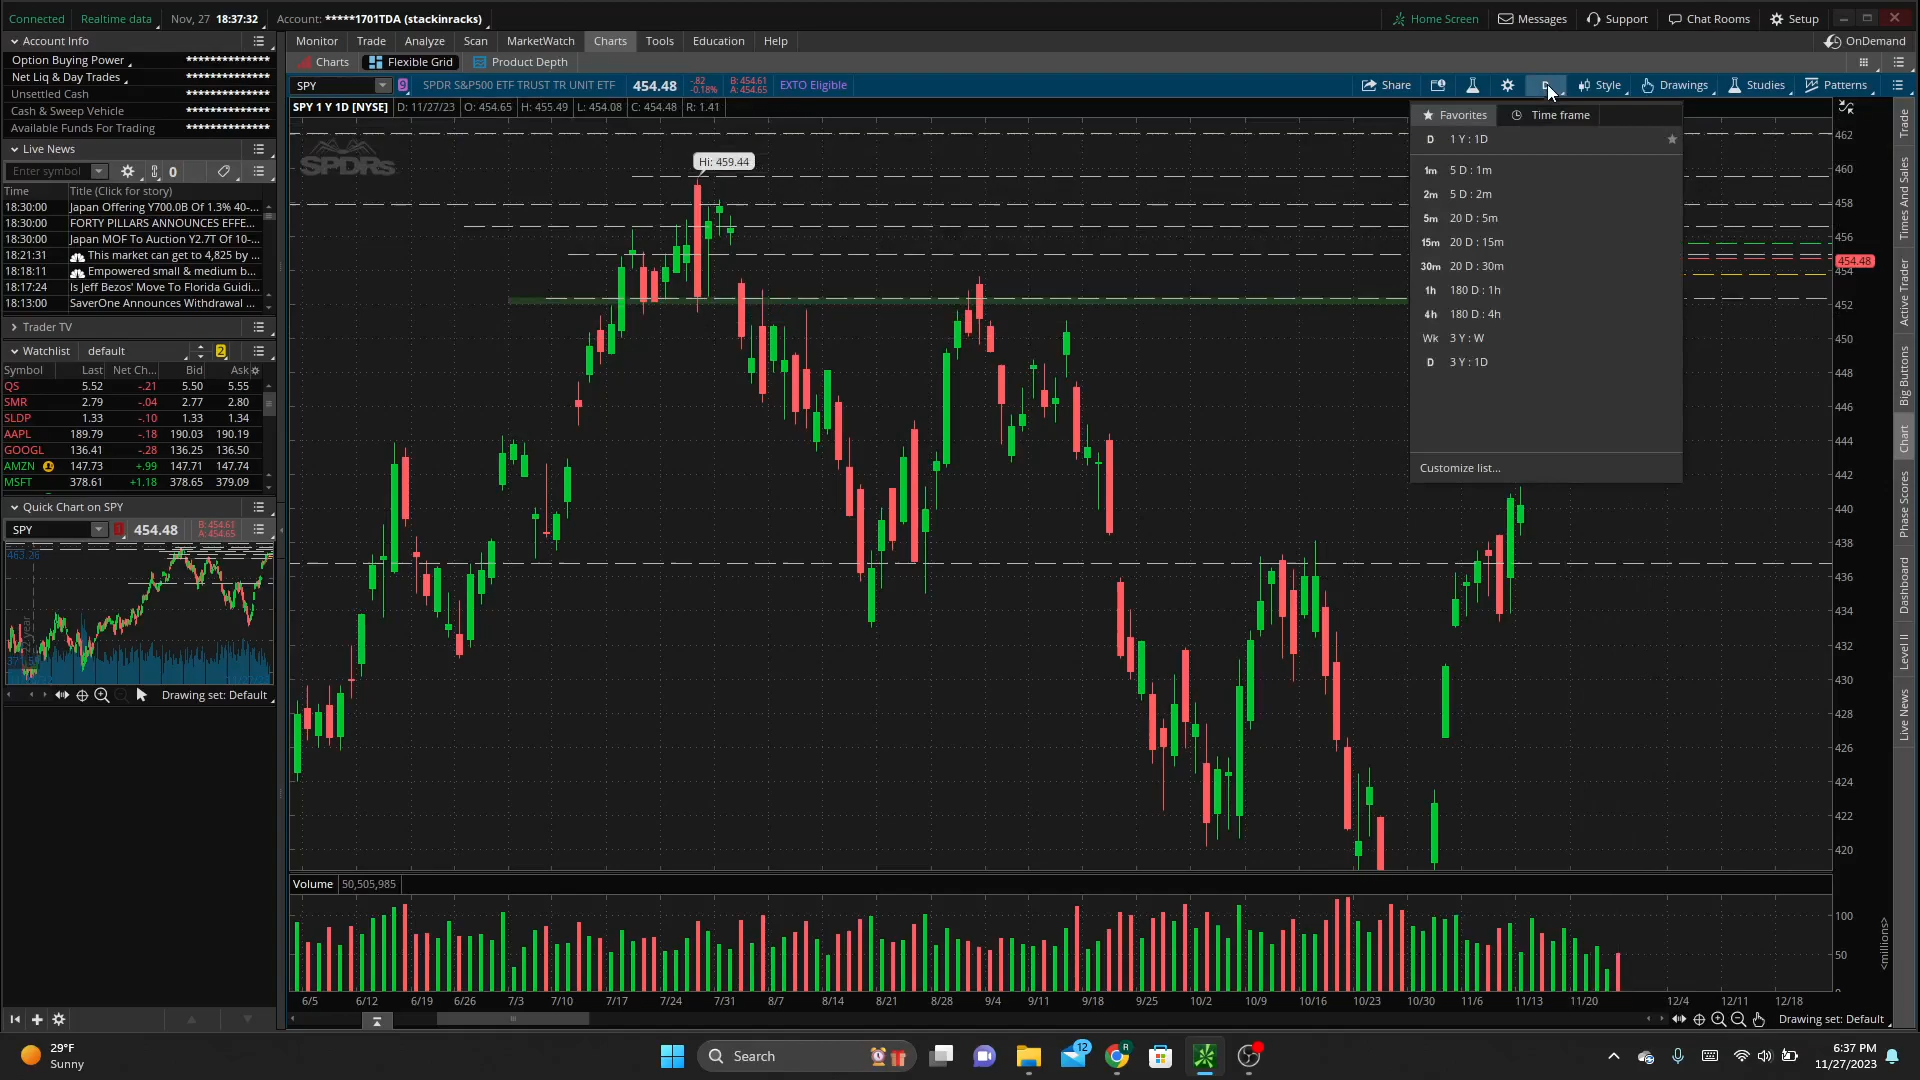 Connected
Realtime data
Nov, 27 18:37:32
Account: *****1701TDA (stackinracks)
Home Screen
Messages
Support
Chat Rooms
Setup
Account Info
Option Buying Power **************
Net Liq & Day Trades **************
Unsettled Cash **************
Cash & Sweep Vehicle **************
Available Funds For Trading **************
Live News
Enter symbol
0
Time Title (Click for story)
18:30:00 Japan Offering Y700.0B Of 1.3% 40-...
18:30:00 FORTY PILLARS ANNOUNCES EFFE...
18:30:00 Japan MOF To Auction Y2.7T Of 10-...
18:21:31 This market can get to 4,825 by ...
18:18:11 Empowered small & medium b...
18:17:24 Is Jeff Bezos' Move To Florida Guidi...
18:13:00 SaverOne Announces Withdrawal ...
Trader TV
Watchlist default 2
Symbol Last Net Ch... Bid Ask
QS 5.52 -.21 5.50 5.55
SMR 2.79 -.04 2.77 2.80
SLDP 1.33 -.10 1.33 1.34
AAPL 189.79 -.18 190.03 190.19
GOOGL 136.41 -.28 136.25 136.50
AMZN 147.73 +.99 147.71 147.74
MSFT 378.61 +1.18 378.65 379.09
Quick Chart on SPY
SPY 1 454.48 B: 454.61
A: 454.65
463.26
Drawing set: Default
Monitor Trade Analyze Scan MarketWatch Charts Tools Education Help
OnDemand
Charts Flexible Grid Product Depth
SPY 9 SPDR S&P500 ETF TRUST TR UNIT ETF 454.48 -.82 B: 454.61
-0.18% A: 454.65
EXTO Eligible
Share D Style Drawings Studies Patterns
SPY 1 Y 1D [NYSE] D: 11/27/23 O: 454.65 H: 455.49 L: 454.08 C: 454.48 R: 1.41
SPDRs
Hi: 459.44
Favorites Time frame
D 1 Y : 1D
1m 5 D : 1m
2m 5 D : 2m
5m 20 D : 5m
15m 20 D : 15m
30m 20 D : 30m
1h 180 D : 1h
4h 180 D : 4h
Wk 3 Y : W
D 3 Y : 1D
Customize list...
462
460
458
456
454.48
454
452
450
448
446
444
442
440
438
436
434
432
430
428
426
424
422
420
Volume 50,505,985
100
50
<millions>
6/5 6/12 6/19 6/26 7/3 7/10 7/17 7/24 7/31 8/7 8/14 8/21 8/28 9/4 9/11 9/18 9/25 10/2 10/9 10/16 10/23 10/30 11/6 11/13 11/20 12/4 12/11 12/18
Drawing set: Default
Trade
Times And Sales
Active Trader
Big Buttons
Chart
Phase Scores
Dashboard
Level II
Live News
29°F
Sunny
Search
12
R
6:37 PM
11/27/2023